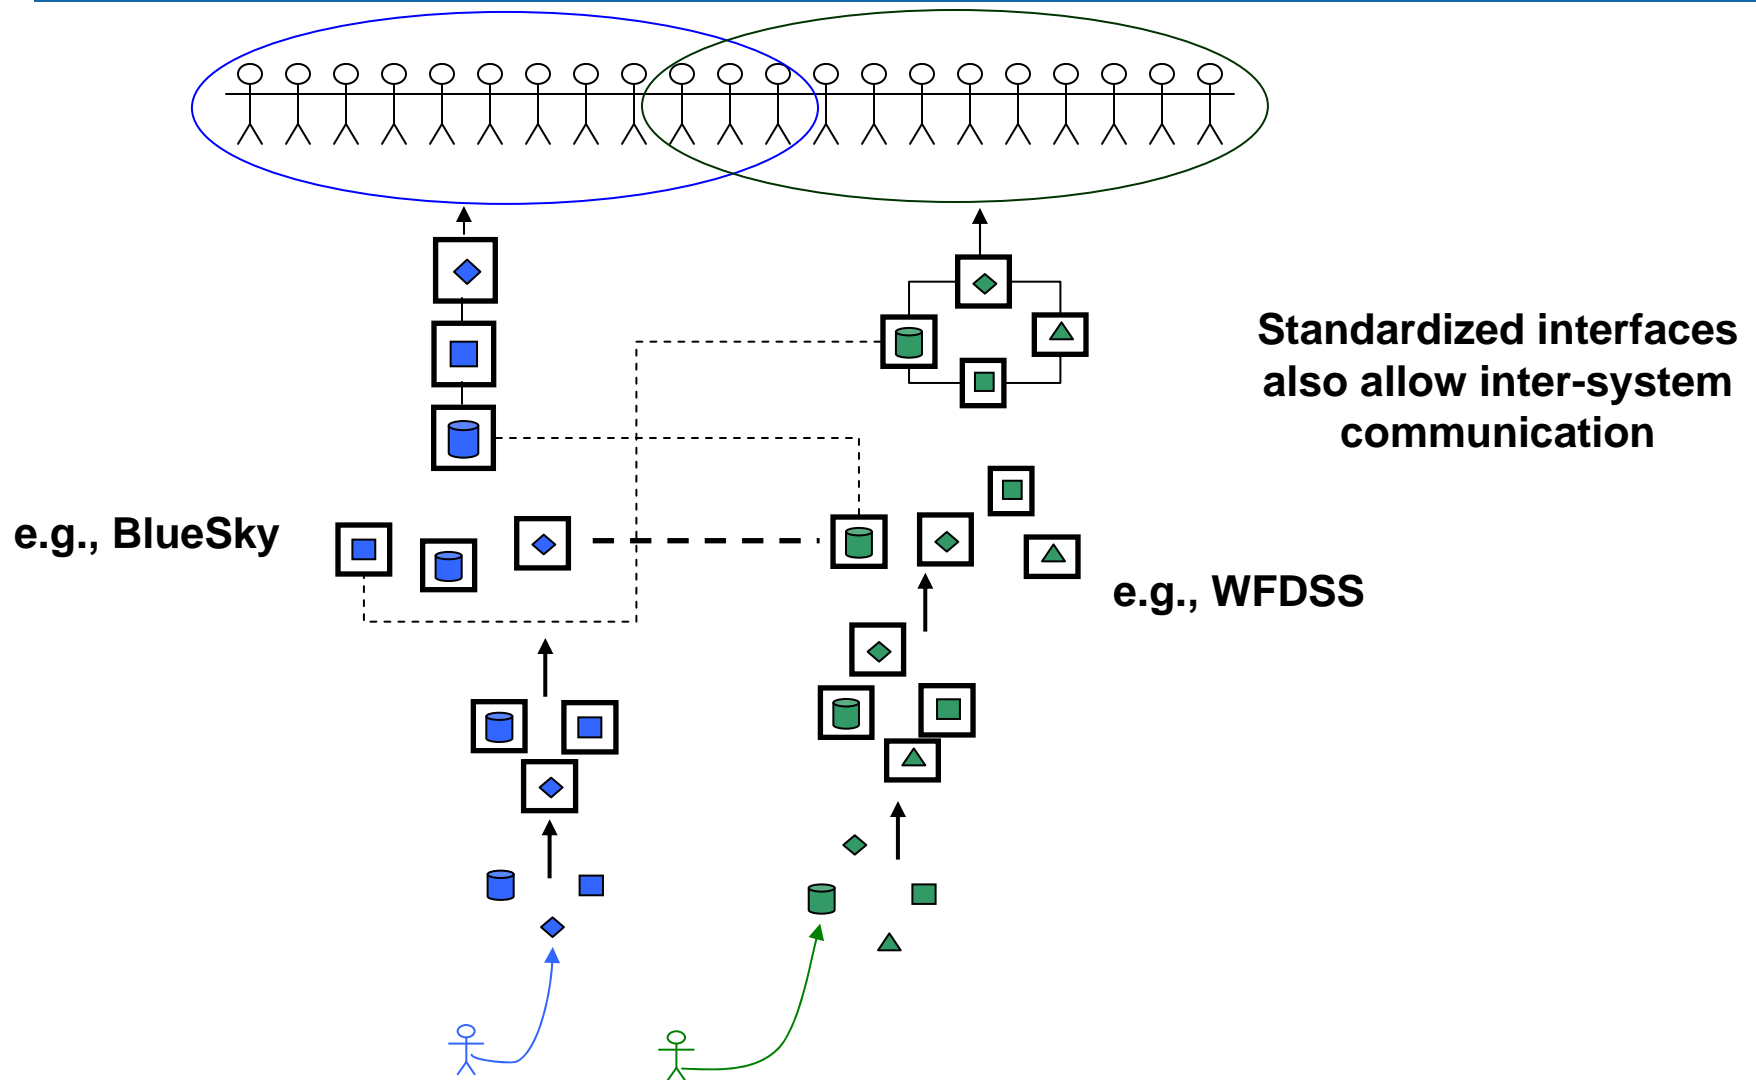 Standardized interfaces
also allow inter-system
communication
e.g., BlueSky
e.g., WFDSS